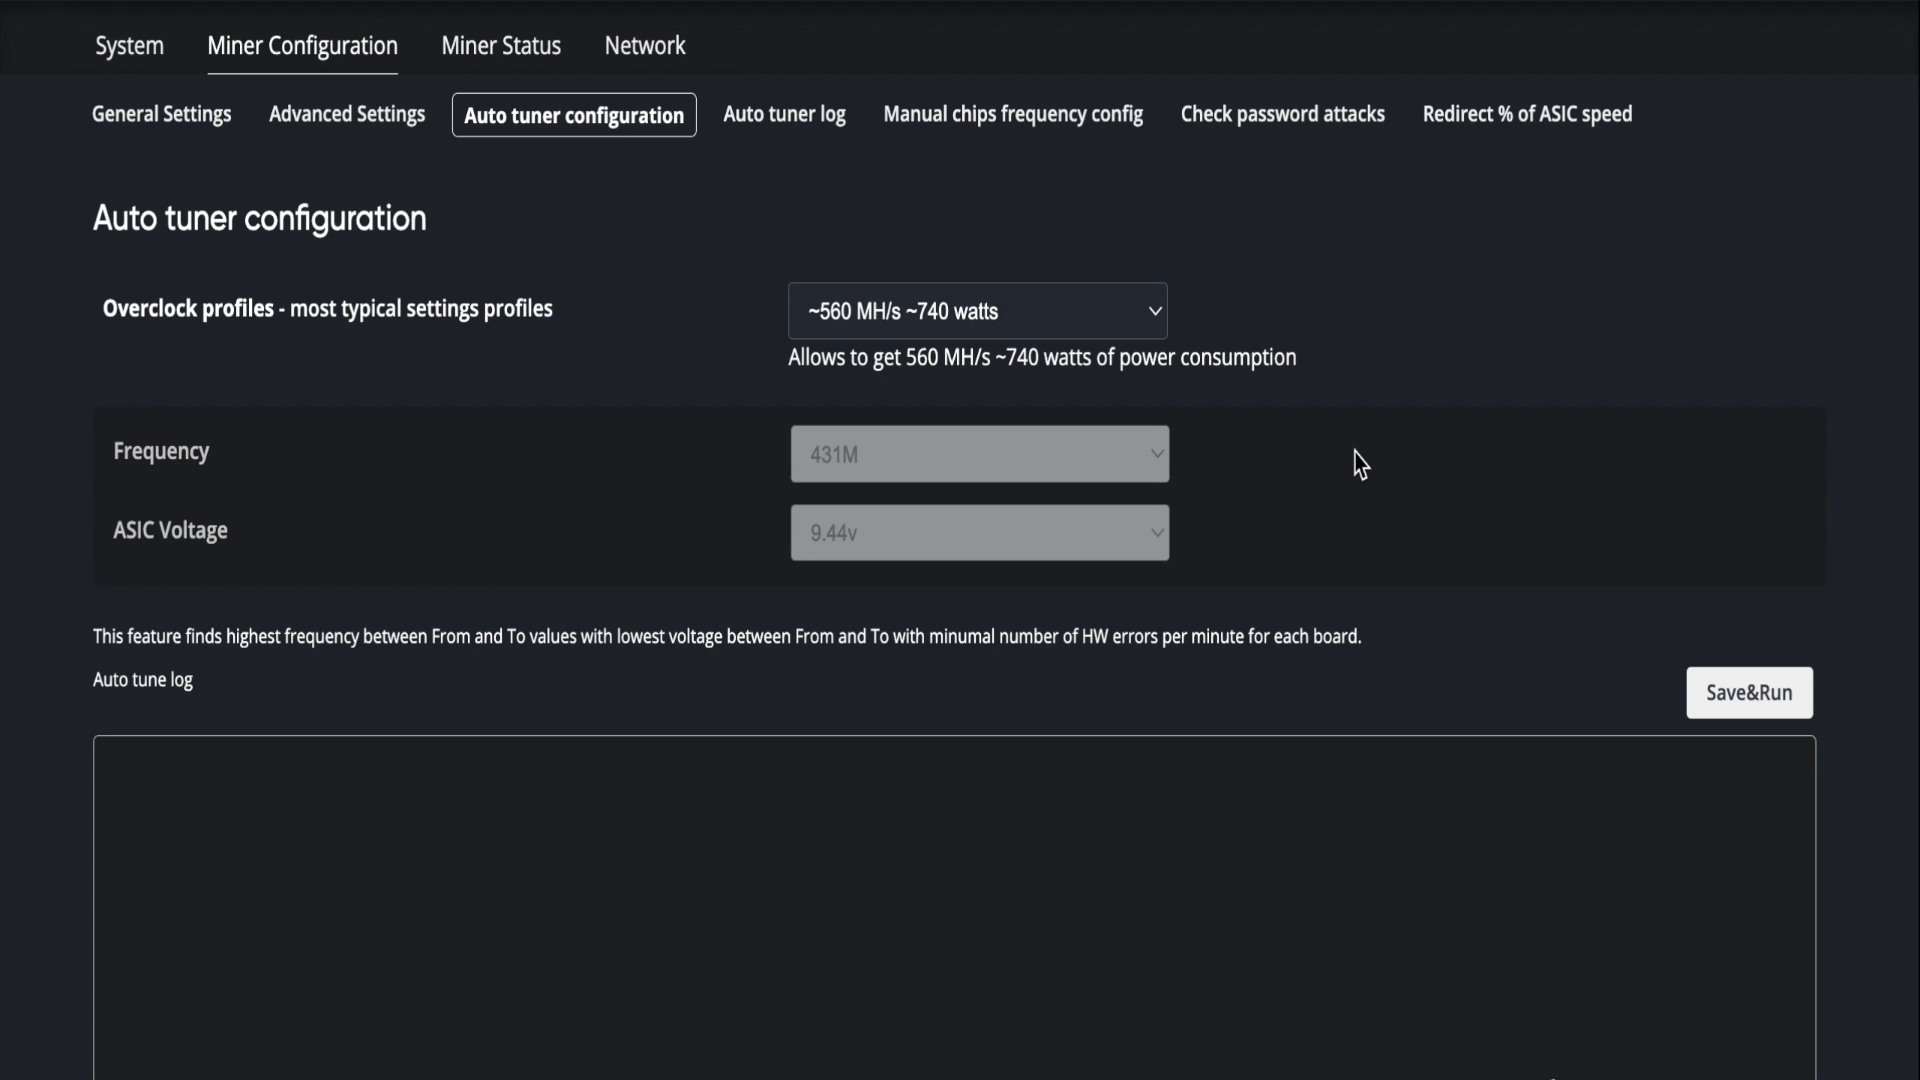 System Miner Configuration Miner Status Network
General Settings Advanced Settings Auto tuner configuration Auto tuner log Manual chips frequency config Check password attacks Redirect % of ASIC speed
Auto tuner configuration
Overclock profiles - most typical settings profiles ~560 MH/s ~740 watts
Allows to get 560 MH/s ~740 watts of power consumption
Frequency 431M
ASIC Voltage 9.44v
This feature finds highest frequency between From and To values with lowest voltage between From and To with minumal number of HW errors per minute for each board.
Auto tune log
Save&Run